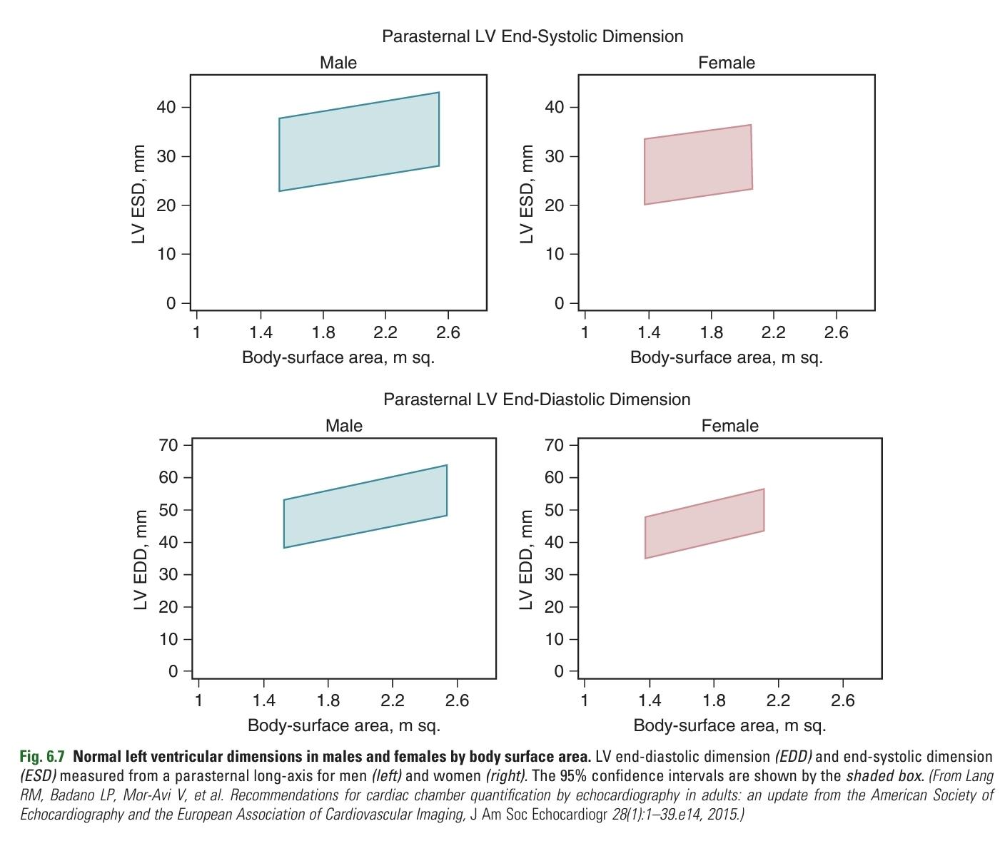 Parasternal LV End-Systolic Dimension
Male
Female
LV ESD, mm
40
30
20
10
0
1 1.4 1.8 2.2 2.6
Body-surface area, m sq.
LV ESD, mm
40
30
20
10
0
1 1.4 1.8 2.2 2.6
Body-surface area, m sq.
Parasternal LV End-Diastolic Dimension
Male
Female
LV EDD, mm
70
60
50
40
30
20
10
0
1 1.4 1.8 2.2 2.6
Body-surface area, m sq.
LV EDD, mm
70
60
50
40
30
20
10
0
1 1.4 1.8 2.2 2.6
Body-surface area, m sq.
Fig. 6.7 Normal left ventricular dimensions in males and females by body surface area. LV end-diastolic dimension (EDD) and end-systolic dimension
(ESD) measured from a parasternal long-axis for men (left) and women (right). The 95% confidence intervals are shown by the shaded box. (From Lang
RM, Badano LP, Mor-Avi V, et al. Recommendations for cardiac chamber quantification by echocardiography in adults: an update from the American Society of
Echocardiography and the European Association of Cardiovascular Imaging, J Am Soc Echocardiogr 28(1):1–39.e14, 2015.)